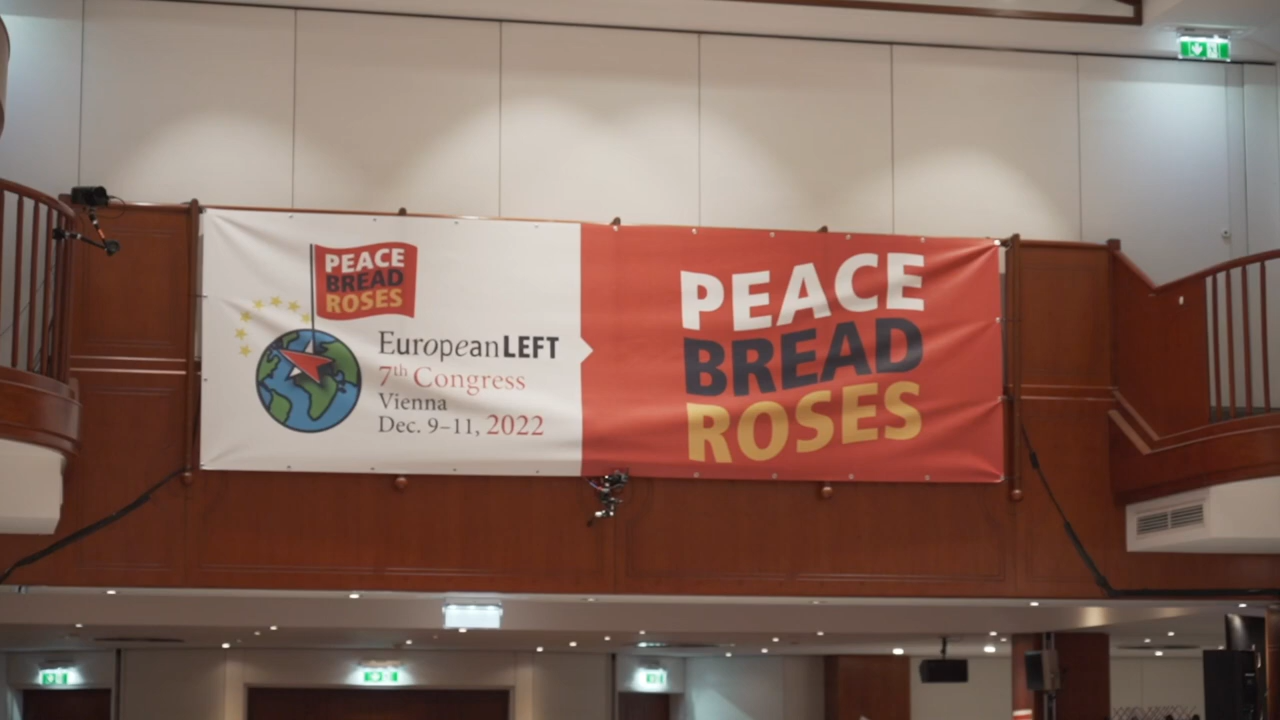 PEACE
BREAD
ROSES
EuropeanLEFT
7th Congress
Vienna
Dec. 9–11, 2022
PEACE
BREAD
ROSES